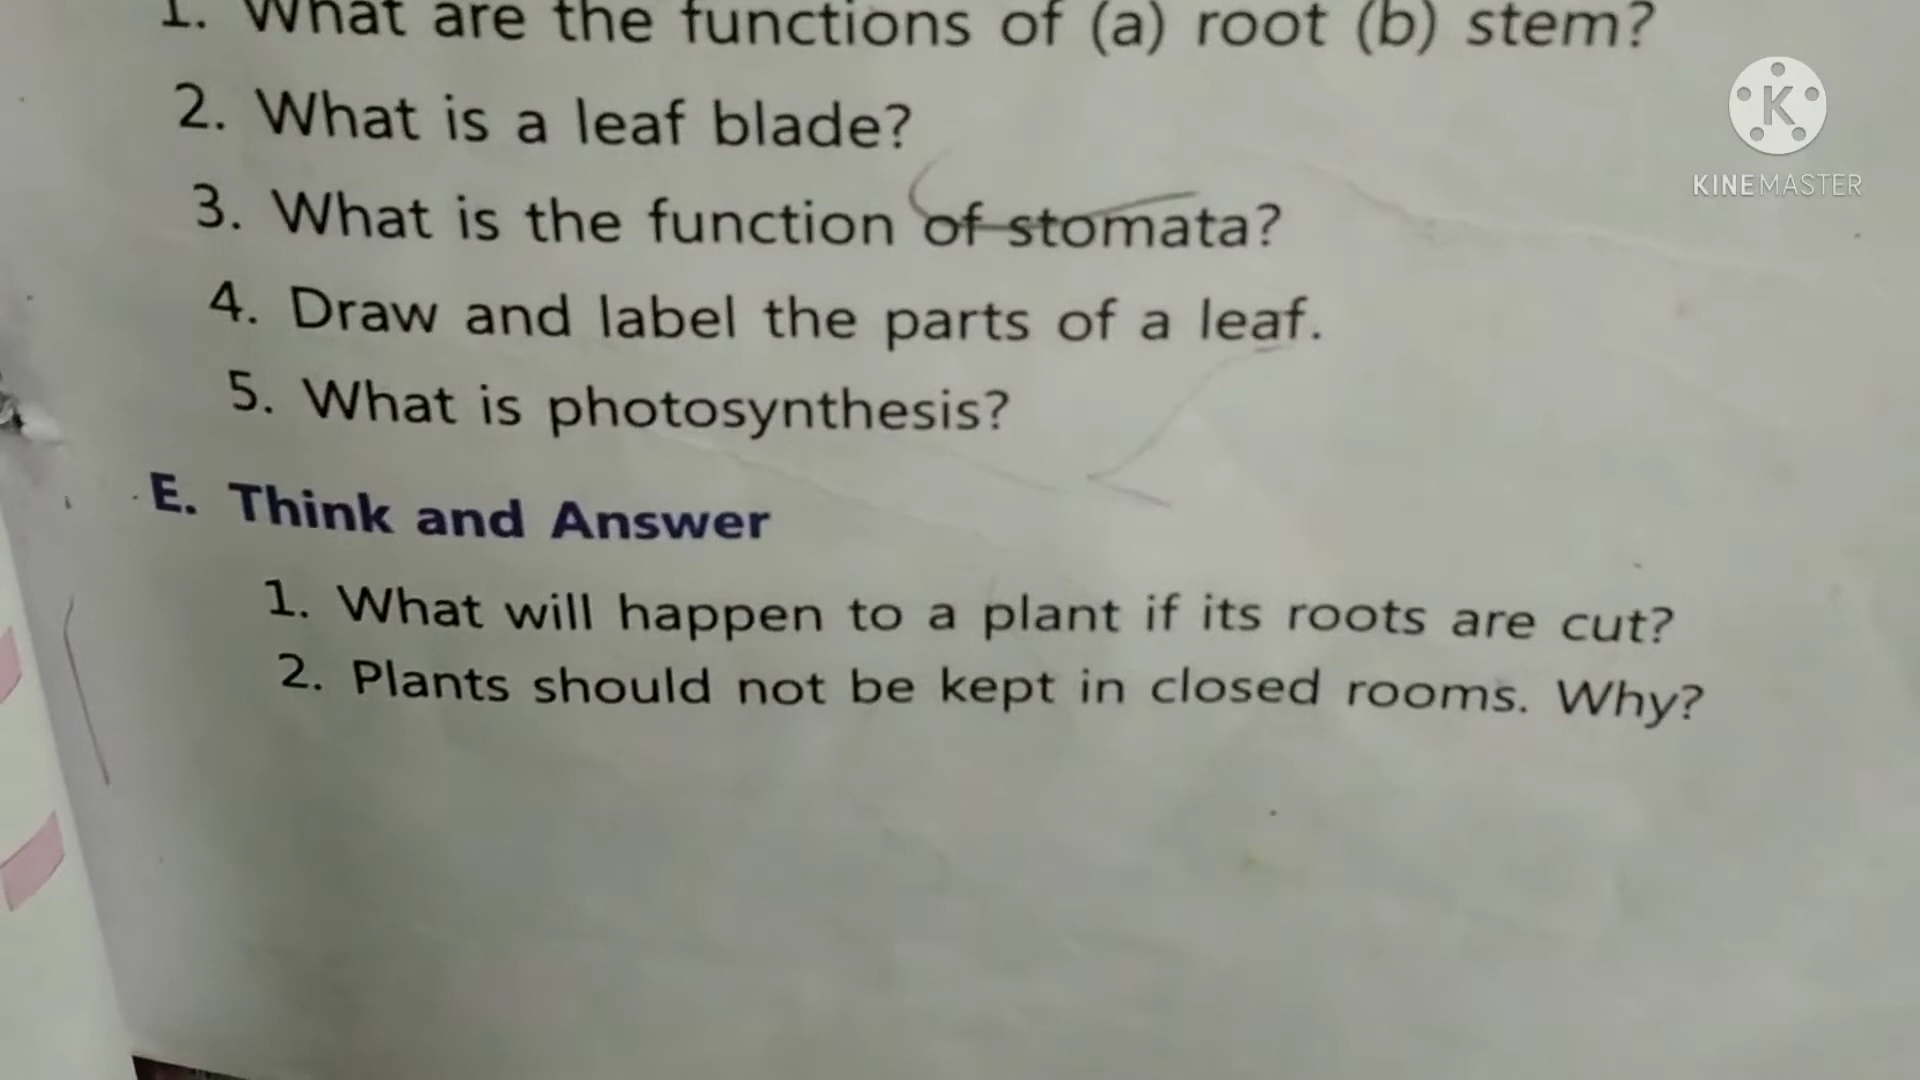 1. What are the functions of (a) root (b) stem?
2. What is a leaf blade?
3. What is the function of stomata?
4. Draw and label the parts of a leaf.
5. What is photosynthesis?
E. Think and Answer
1. What will happen to a plant if its roots are cut?
2. Plants should not be kept in closed rooms. Why?
K
KINEMASTER